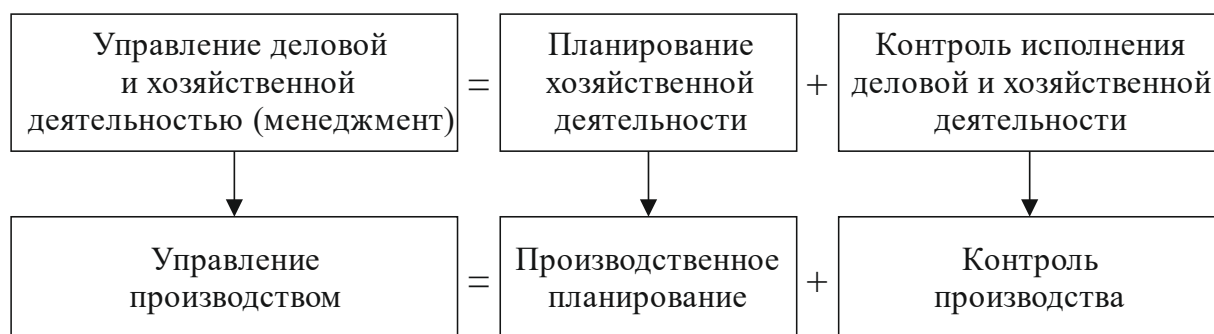 Управление деловой
и хозяйственной
деятельностью (менеджмент)
=
Планирование
хозяйственной
деятельности
+
Контроль исполнения
деловой и хозяйственной
деятельности
Управление
производством
=
Производственное
планирование
+
Контроль
производства